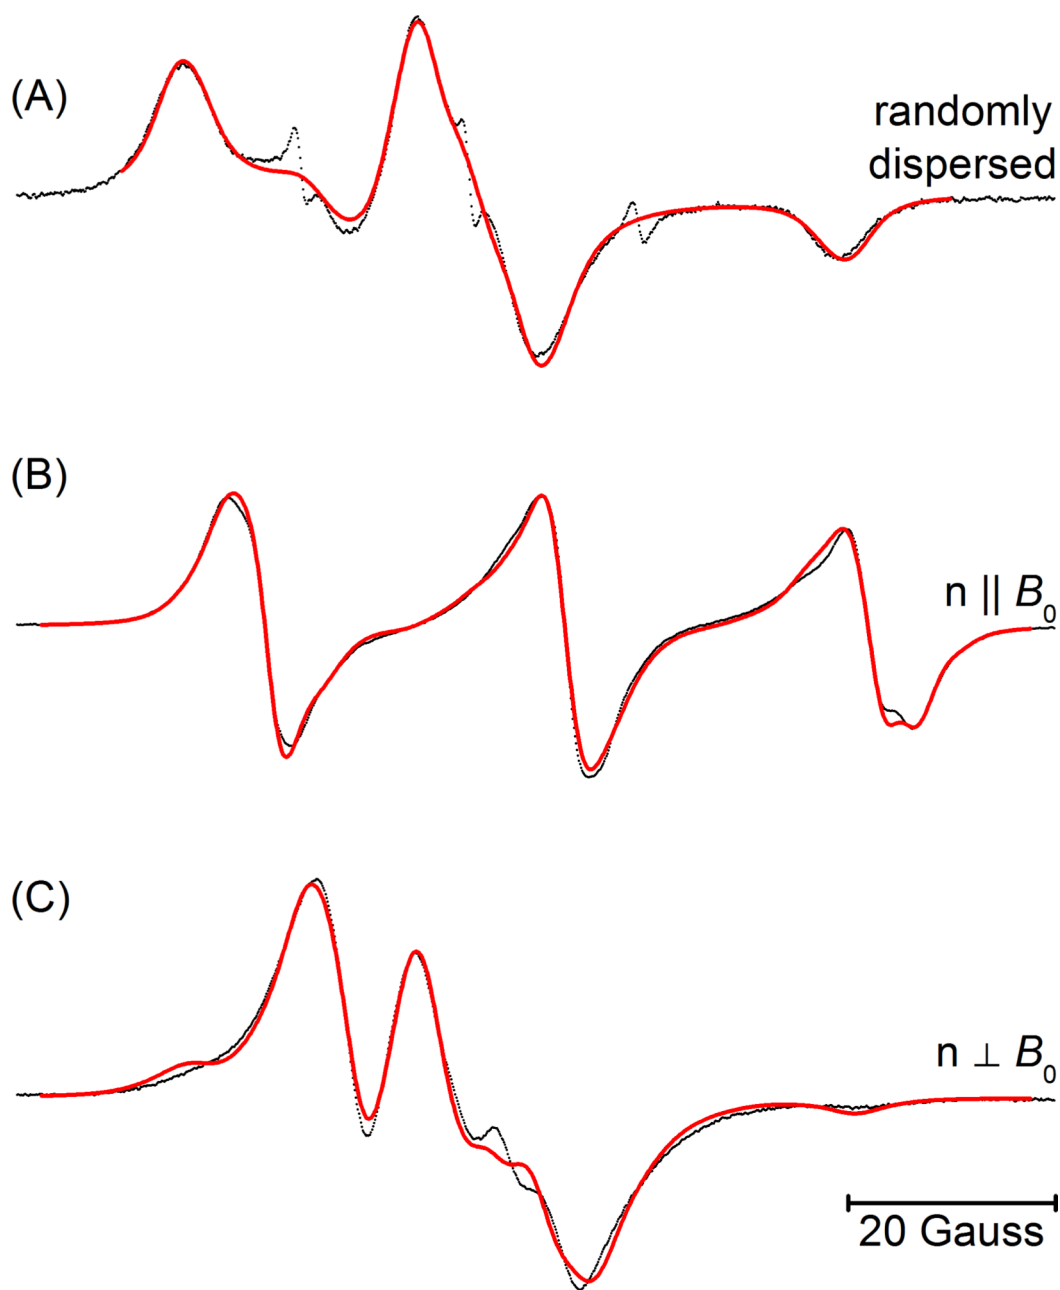 (A)
randomly
dispersed
(B)
n || B0
(C)
n ⊥ B0
20 Gauss